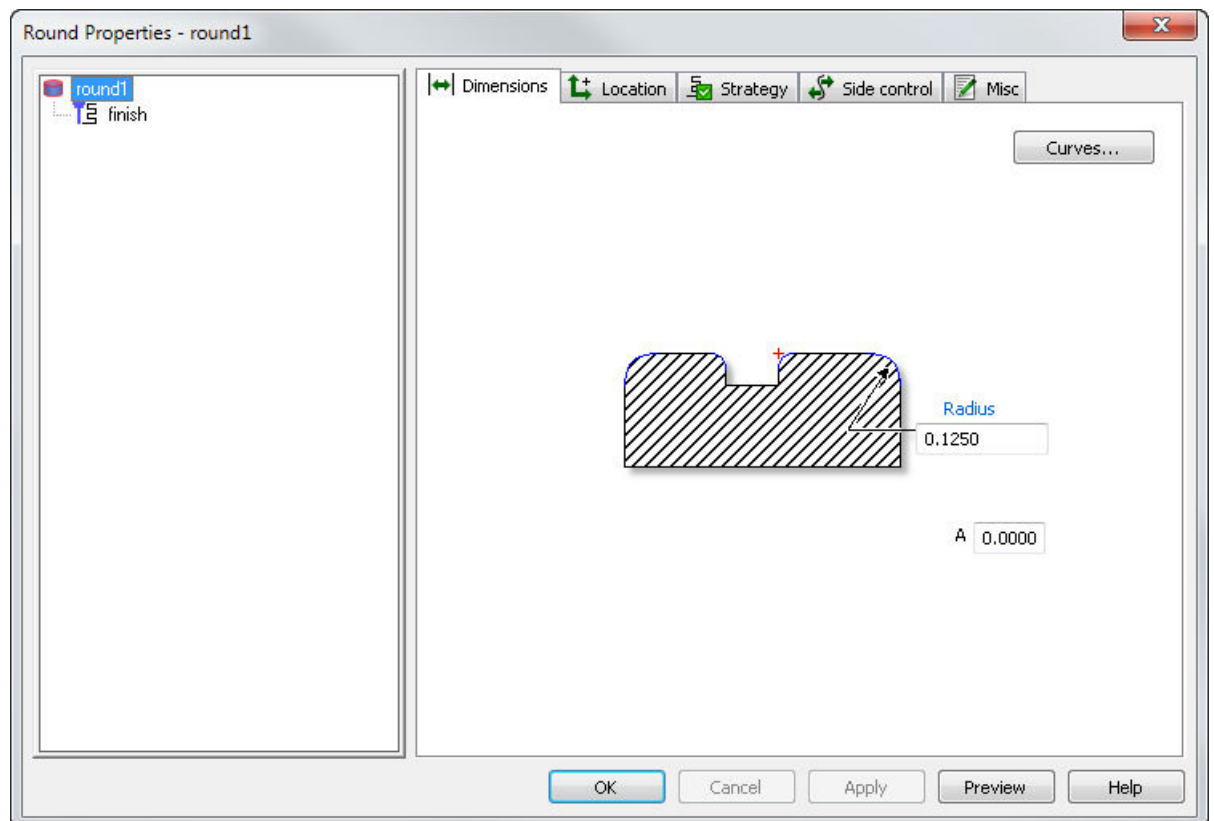 Round Properties - round1
round1
finish
Dimensions Location Strategy Side control Misc
Curves...
Radius
0.1250
A 0.0000
OK Cancel Apply Preview Help